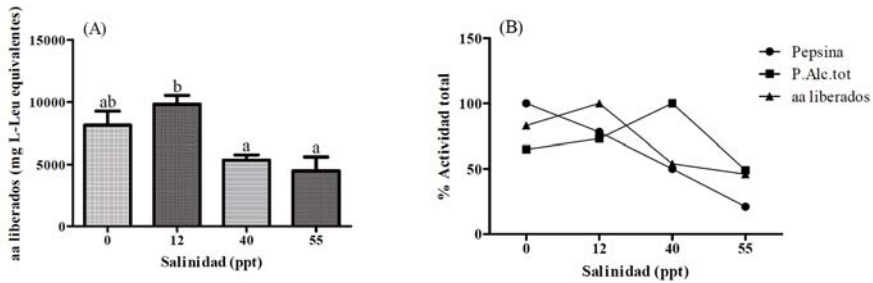 (A)
aa liberados (mg L-Leu equivalentes)
15000
10000
5000
0
ab
b
a
a
0 12 40 55
Salinidad (ppt)
(B)
% Actividad total
150
100
50
0
0 12 40 55
Salinidad (ppt)
Pepsina
P.Alc.tot
aa liberados